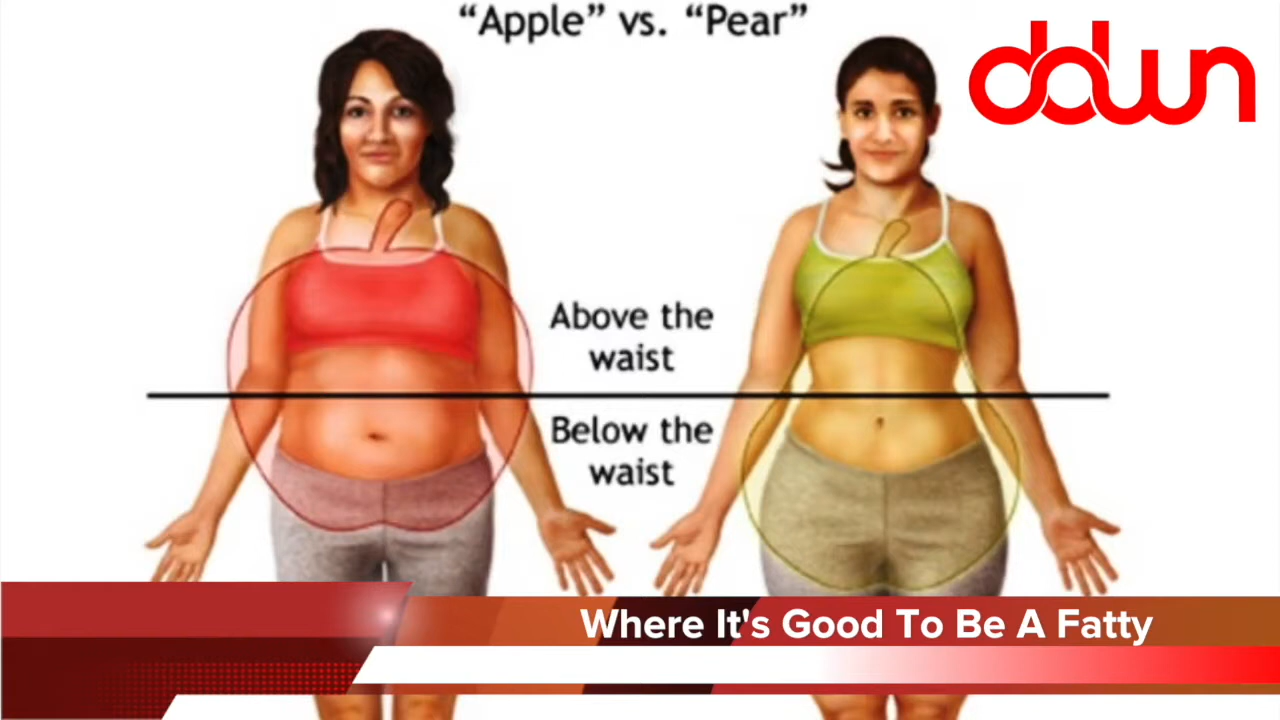 “Apple” vs. “Pear”
dawn
Above the
waist
Below the
waist
Where It's Good To Be A Fatty